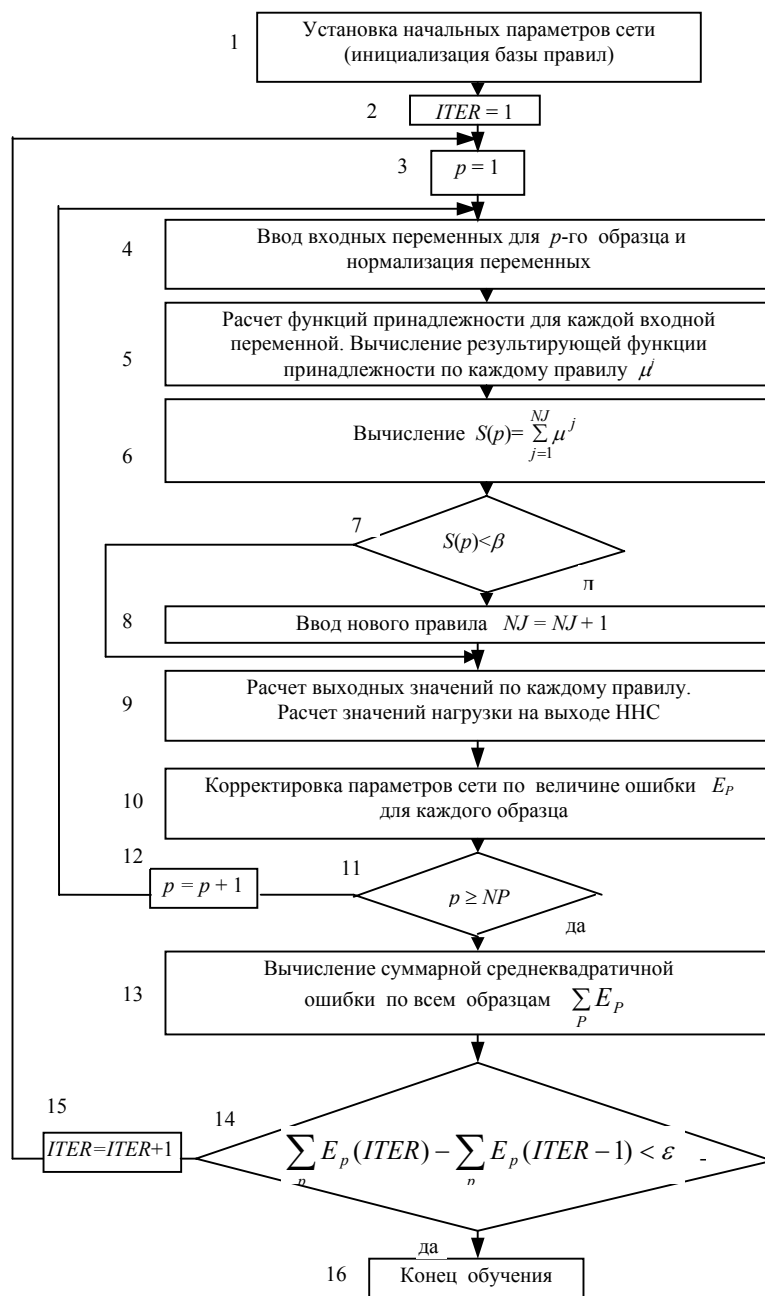 1
Установка начальных параметров сети
(инициализация базы правил)
2
ITER = 1
3
p = 1
4
Ввод входных переменных для p-го образца и
нормализация переменных
5
Расчет функций принадлежности для каждой входной
переменной. Вычисление результирующей функции
принадлежности по каждому правилу μ^j
6
Вычисление S(p)= \sum_{j=1}^{NJ} μ^j
7
S(p)<β
8
Ввод нового правила NJ = NJ + 1
9
Расчет выходных значений по каждому правилу.
Расчет значений нагрузки на выходе ННС
10
Корректировка параметров сети по величине ошибки E_P
для каждого образца
12
p = p + 1
11
p ≥ NP
да
13
Вычисление суммарной среднеквадратичной
ошибки по всем образцам \sum_{P} E_P
15
ITER=ITER+1
14
\sum_{p} E_p(ITER) − \sum_{p} E_p(ITER − 1) < ε
да
16
Конец обучения